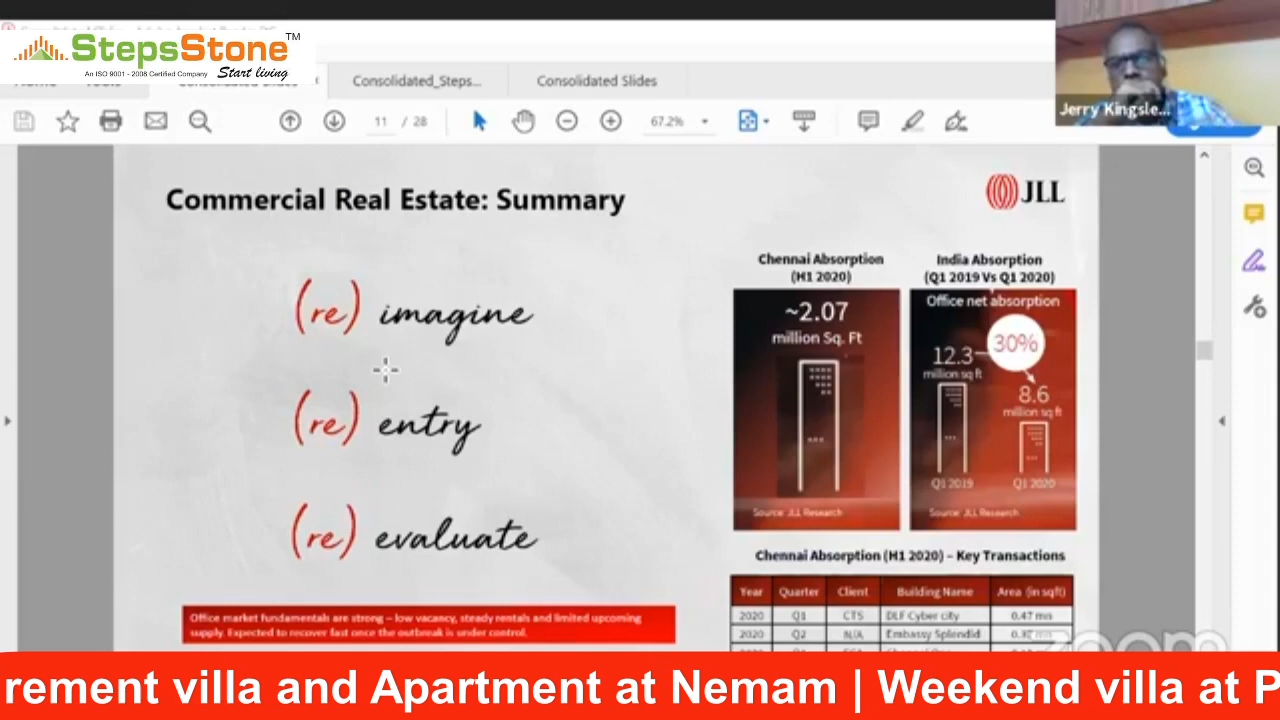 StepsStone™
An ISO 9001 - 2008 Certified Company Start living
Consolidated_Steps...
Consolidated Slides
11 / 28
67.2%
Jerry Kingsle...
Commercial Real Estate: Summary
JLL
(re) imagine
(re) entry
(re) evaluate
Office market fundamentals are strong – low vacancy, steady rentals and limited upcoming
supply. Expected to recover fast once the outbreak is under control.
Chennai Absorption
(H1 2020)
~2.07
million Sq. Ft
Source: JLL Research
India Absorption
(Q1 2019 Vs Q1 2020)
Office net absorption
30%
12.3
million sq ft
8.6
million sq ft
Q1 2019 Q1 2020
Source: JLL Research
Chennai Absorption (H1 2020) – Key Transactions
Year Quarter Client Building Name Area (in sqft)
2020 Q1 CTS DLF Cyber city 0.47 mn
2020 Q2 N/A Embassy Splendid
zoom
rement villa and Apartment at Nemam | Weekend villa at P